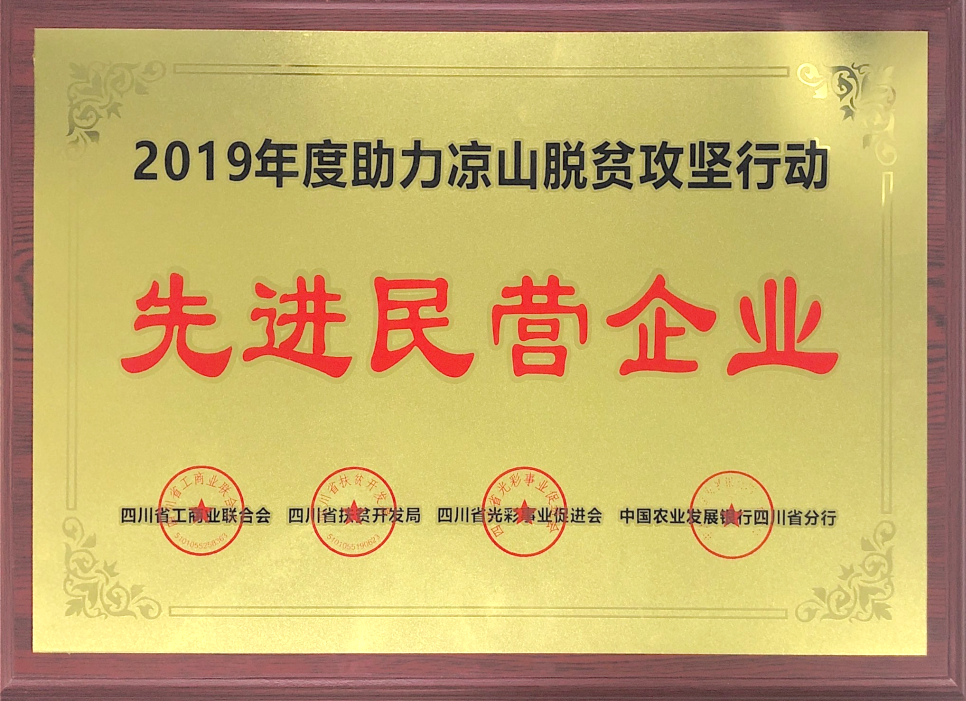 2019年度助力凉山脱贫攻坚行动
先进民营企业
四川省工商业联合会 四川省扶贫开发局 四川省光彩事业促进会 中国农业发展银行四川省分行